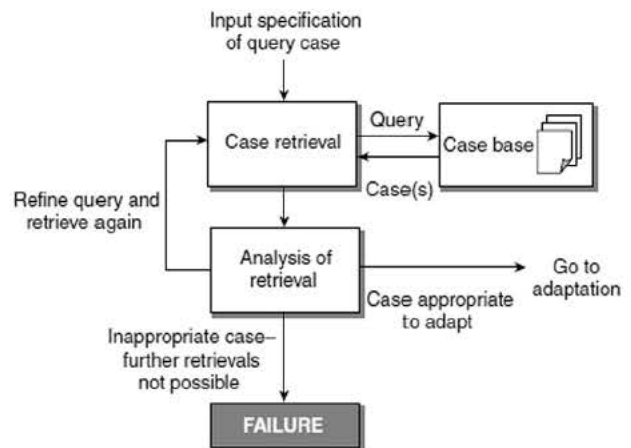 Input specification
of query case
Case retrieval
Query
Case base
Case(s)
Refine query and
retrieve again
Analysis of
retrieval
Go to
adaptation
Case appropriate
to adapt
Inappropriate case–
further retrievals
not possible
FAILURE